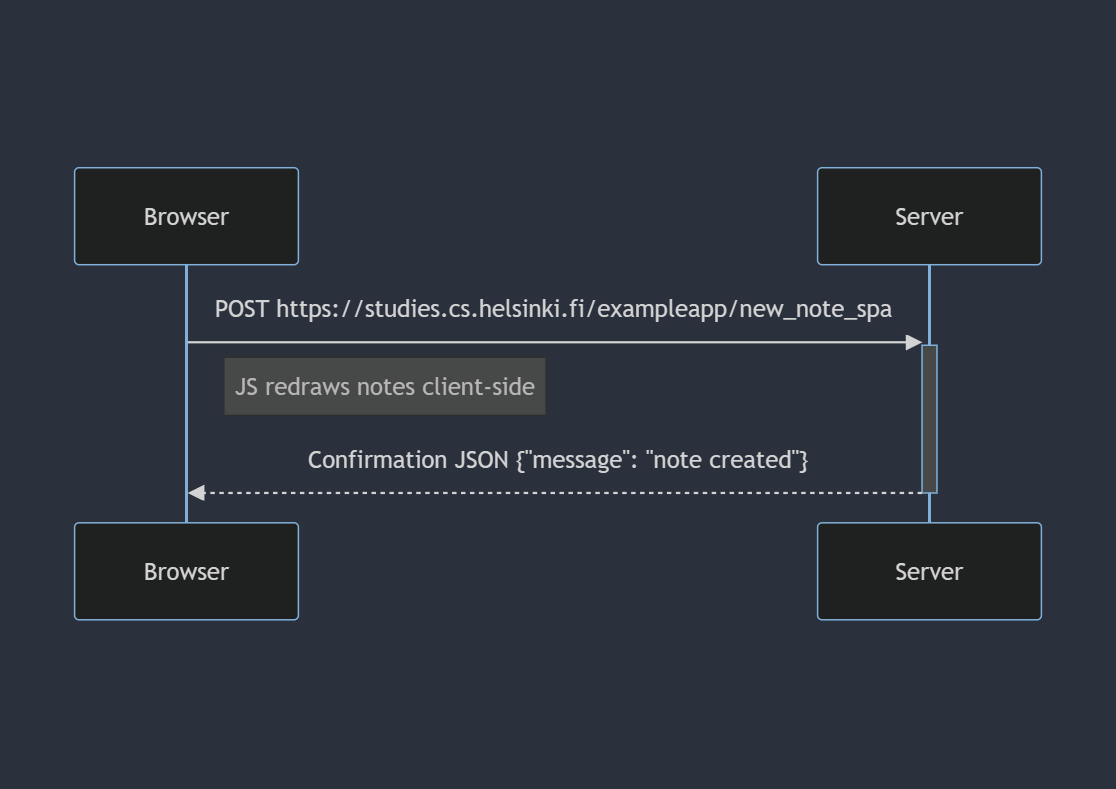 Browser
Server
POST https://studies.cs.helsinki.fi/exampleapp/new_note_spa
JS redraws notes client-side
Confirmation JSON {"message": "note created"}
Browser
Server